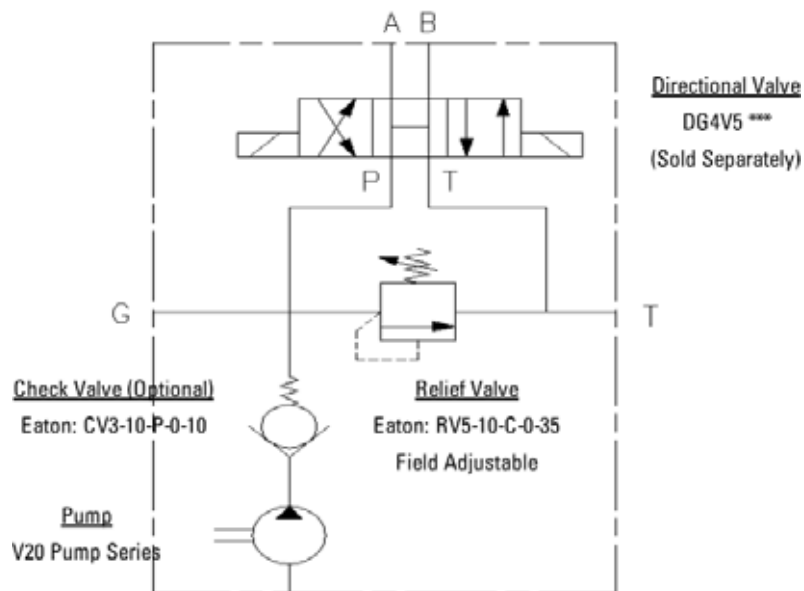 A B
Directional Valve
DG4V5 ***
(Sold Separately)
P T
G
T
Check Valve (Optional)
Eaton: CV3-10-P-0-10
Relief Valve
Eaton: RV5-10-C-0-35
Field Adjustable
Pump
V20 Pump Series